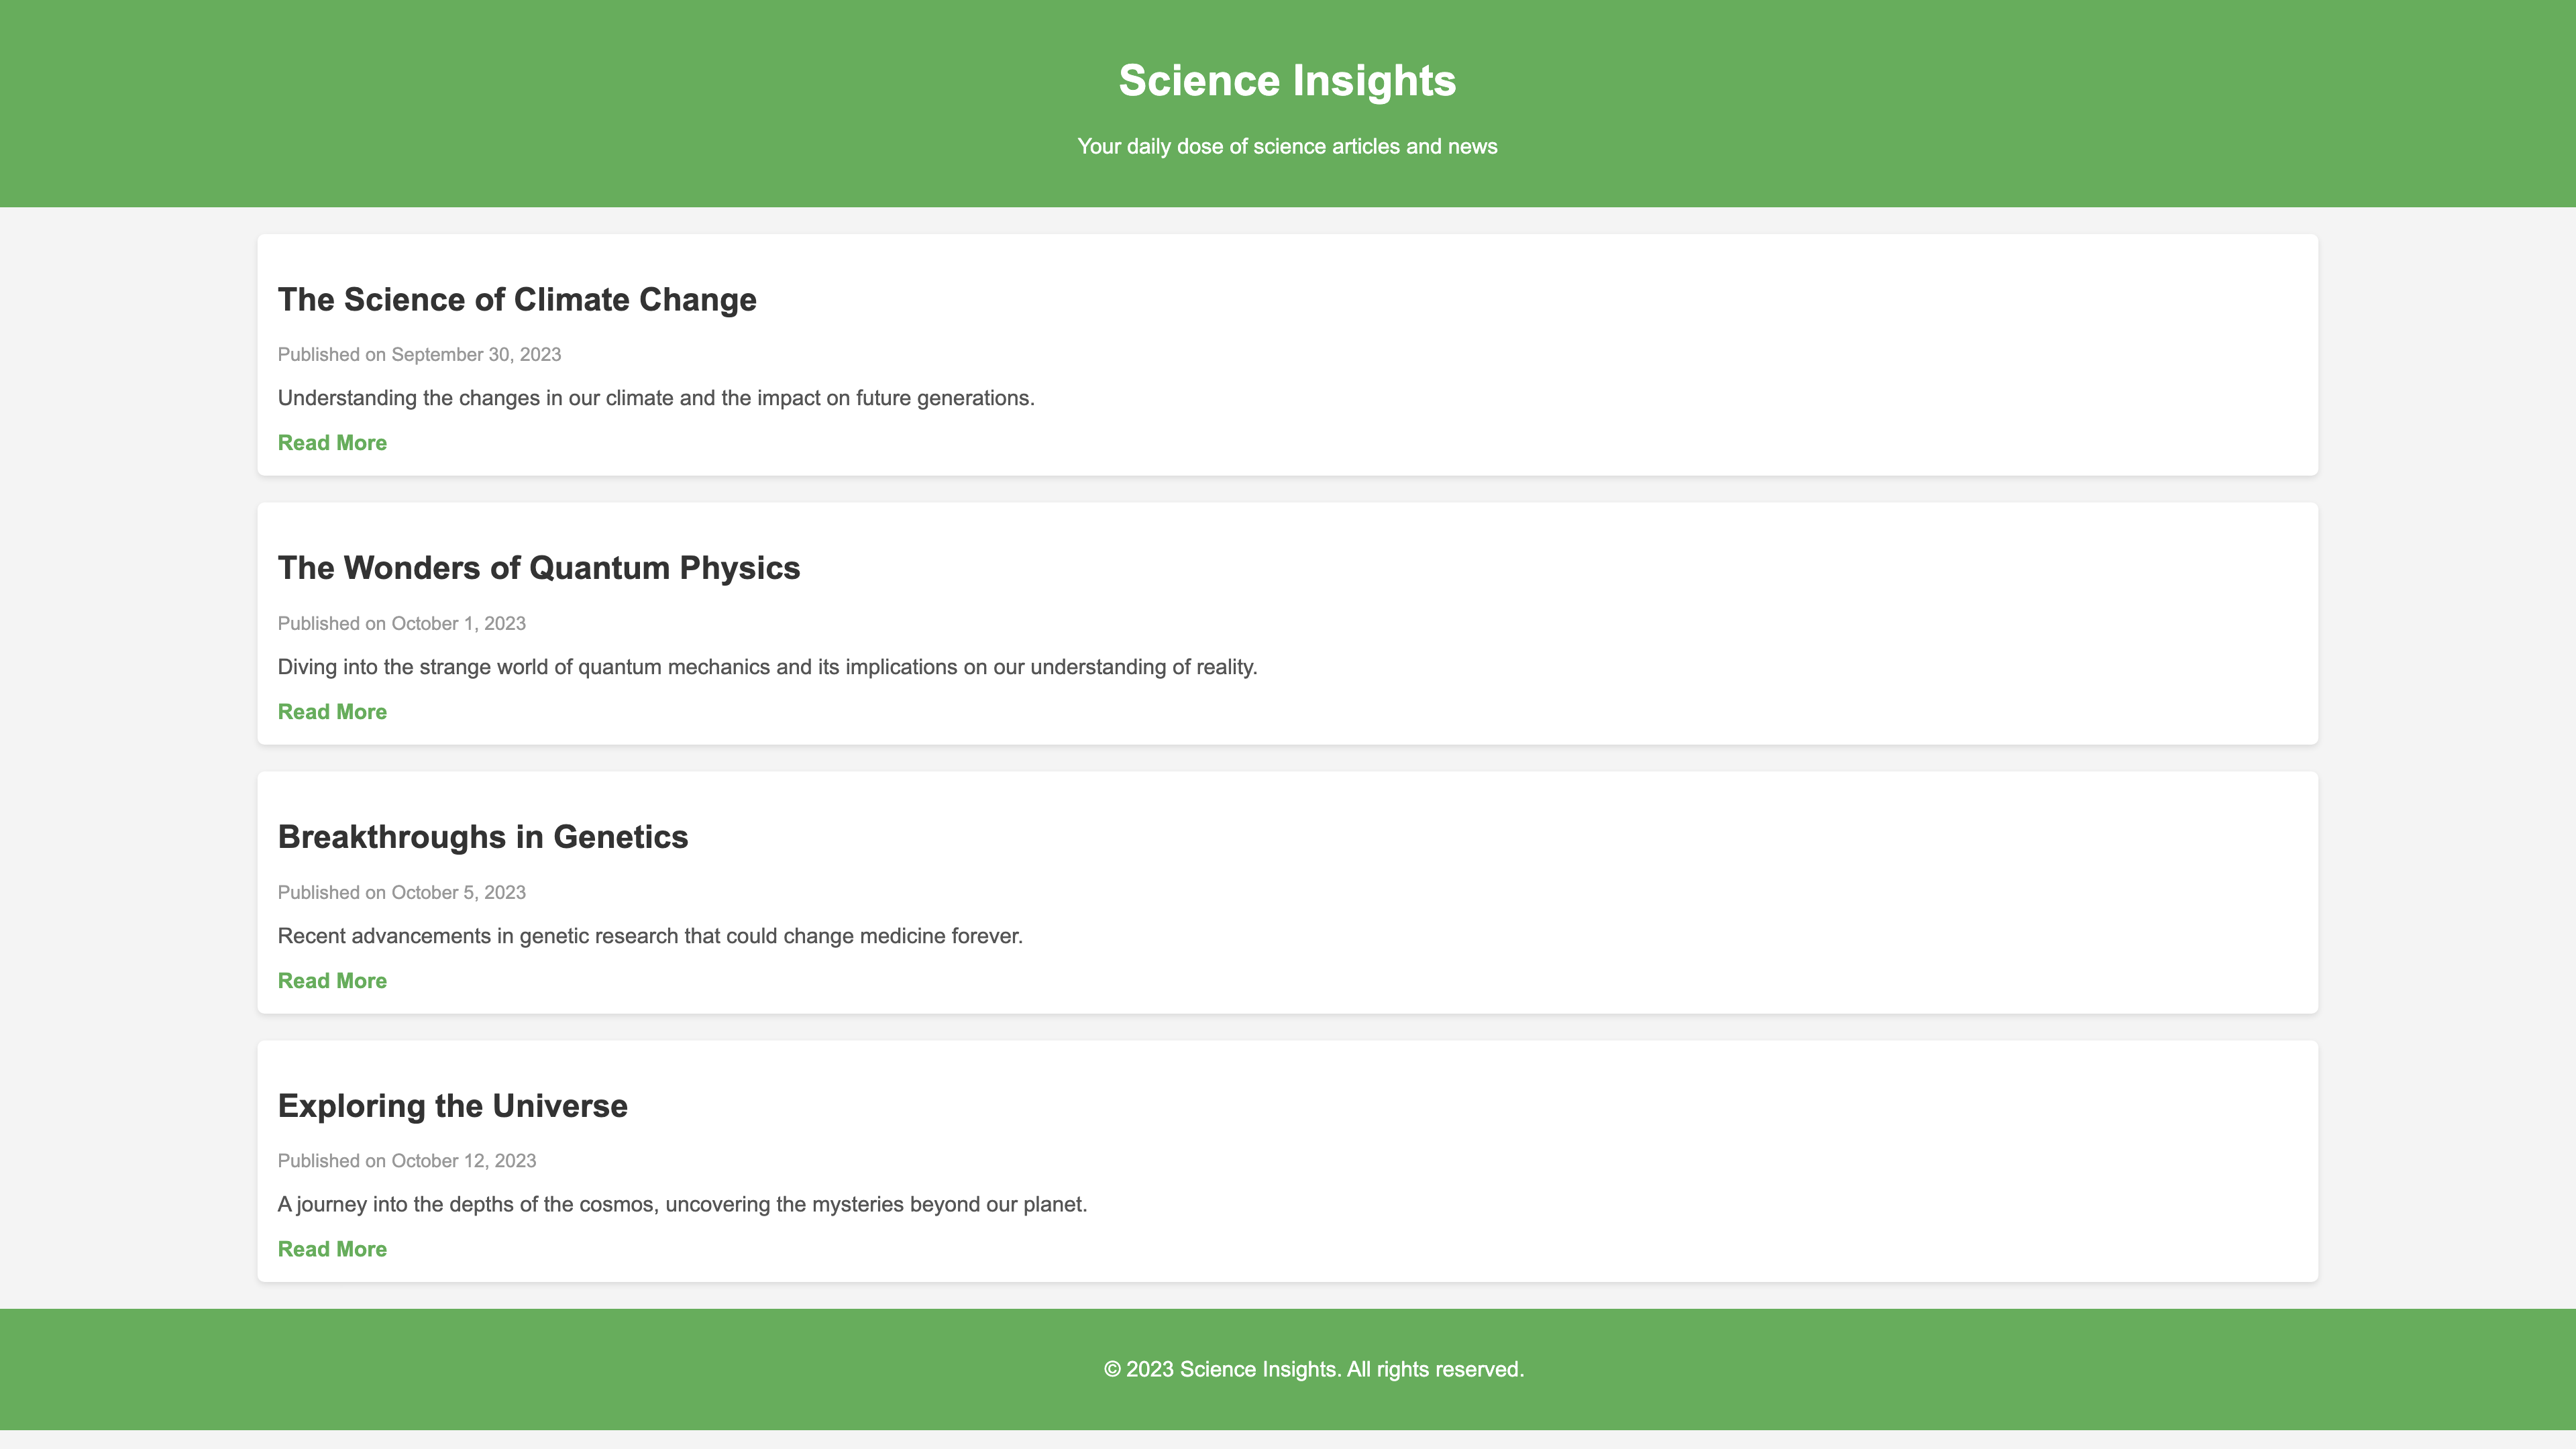 Science Insights
Your daily dose of science articles and news
The Science of Climate Change
Published on September 30, 2023
Understanding the changes in our climate and the impact on future generations.
Read More
The Wonders of Quantum Physics
Published on October 1, 2023
Diving into the strange world of quantum mechanics and its implications on our understanding of reality.
Read More
Breakthroughs in Genetics
Published on October 5, 2023
Recent advancements in genetic research that could change medicine forever.
Read More
Exploring the Universe
Published on October 12, 2023
A journey into the depths of the cosmos, uncovering the mysteries beyond our planet.
Read More
© 2023 Science Insights. All rights reserved.